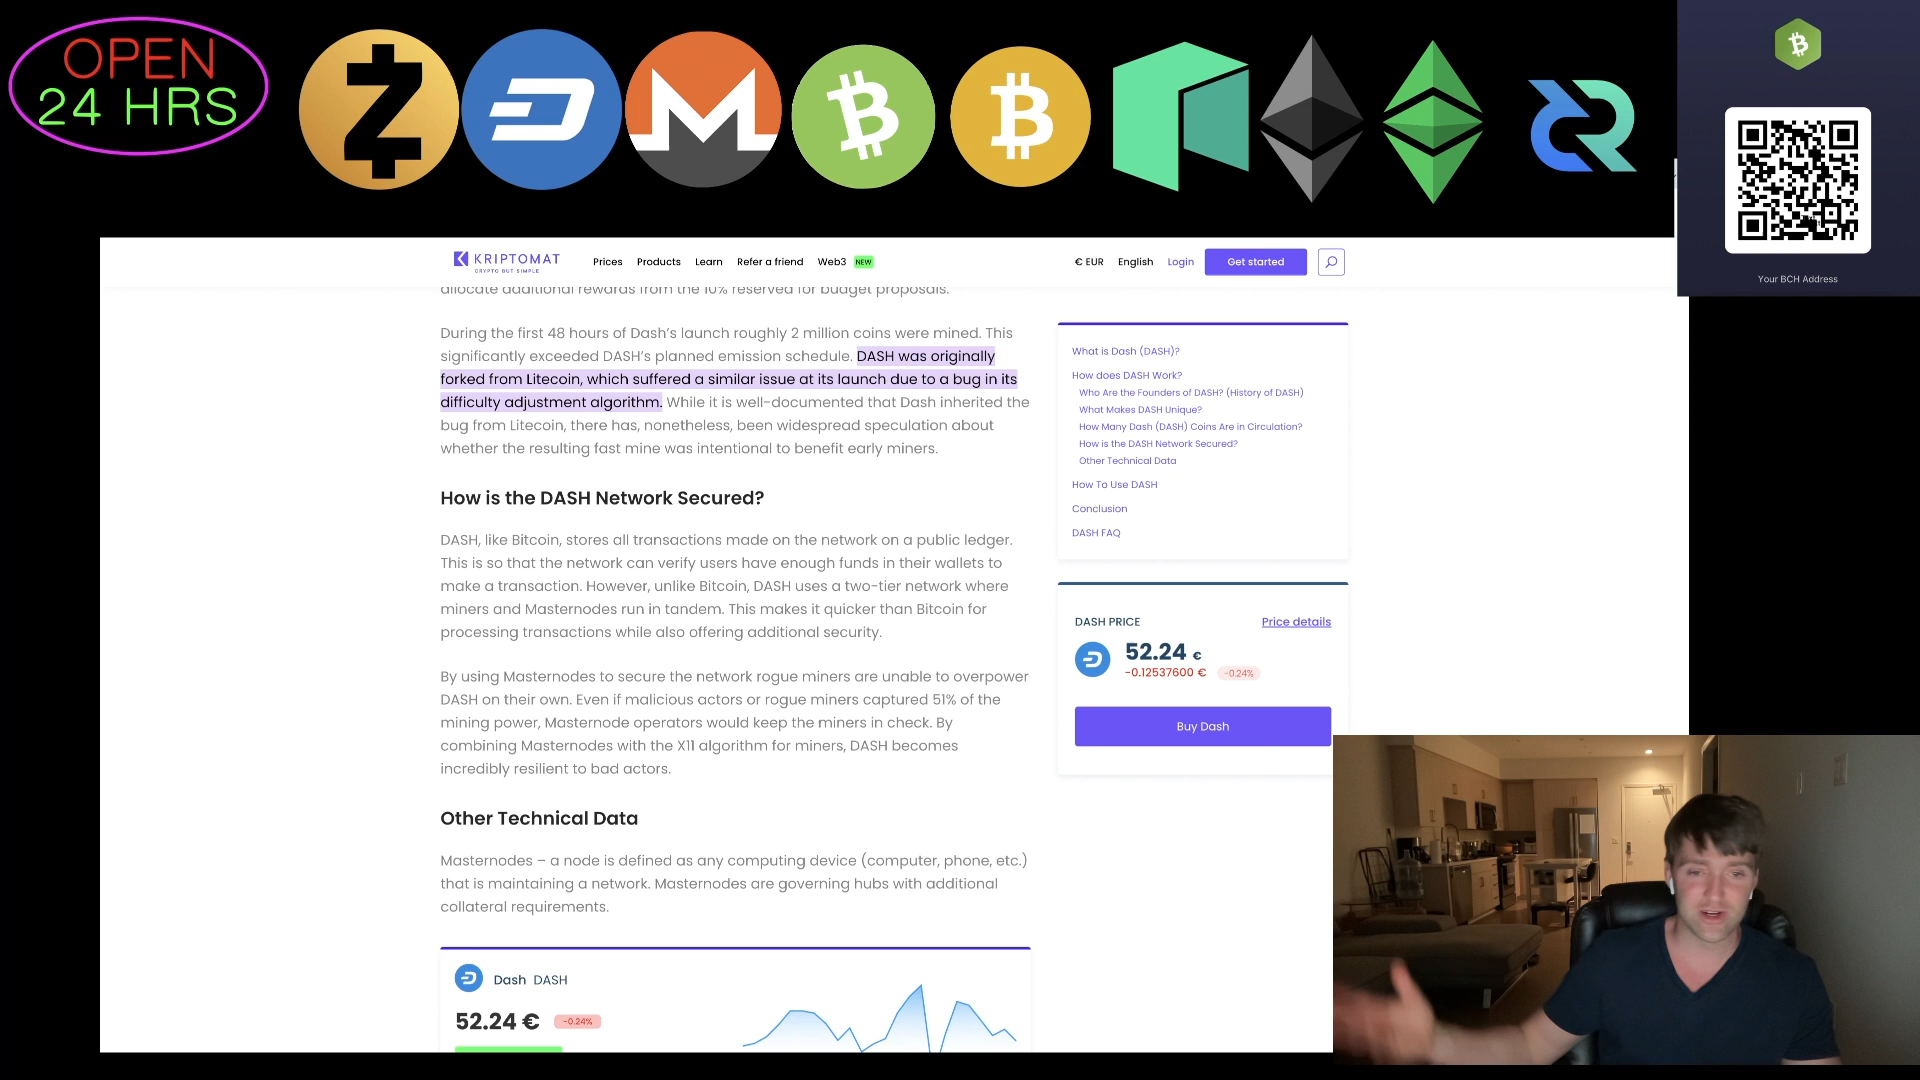 OPEN
24 HRS
Your BCH Address
KRIPTOMAT
CRYPTO BUT SIMPLE
Prices Products Learn Refer a friend Web3 NEW
€ EUR English Login Get started
allocate additional rewards from the 10% reserved for budget proposals.
During the first 48 hours of Dash's launch roughly 2 million coins were mined. This
significantly exceeded DASH's planned emission schedule. DASH was originally
forked from Litecoin, which suffered a similar issue at its launch due to a bug in its
difficulty adjustment algorithm. While it is well-documented that Dash inherited the
bug from Litecoin, there has, nonetheless, been widespread speculation about
whether the resulting fast mine was intentional to benefit early miners.
How is the DASH Network Secured?
DASH, like Bitcoin, stores all transactions made on the network on a public ledger.
This is so that the network can verify users have enough funds in their wallets to
make a transaction. However, unlike Bitcoin, DASH uses a two-tier network where
miners and Masternodes run in tandem. This makes it quicker than Bitcoin for
processing transactions while also offering additional security.
By using Masternodes to secure the network rogue miners are unable to overpower
DASH on their own. Even if malicious actors or rogue miners captured 51% of the
mining power, Masternode operators would keep the miners in check. By
combining Masternodes with the X11 algorithm for miners, DASH becomes
incredibly resilient to bad actors.
Other Technical Data
Masternodes – a node is defined as any computing device (computer, phone, etc.)
that is maintaining a network. Masternodes are governing hubs with additional
collateral requirements.
Dash DASH
52.24 € -0.24%
What is Dash (DASH)?
How does DASH Work?
Who Are the Founders of DASH? (History of DASH)
What Makes DASH Unique?
How Many Dash (DASH) Coins Are in Circulation?
How is the DASH Network Secured?
Other Technical Data
How To Use DASH
Conclusion
DASH FAQ
DASH PRICE Price details
52.24 €
-0.12537600 € -0.24%
Buy Dash